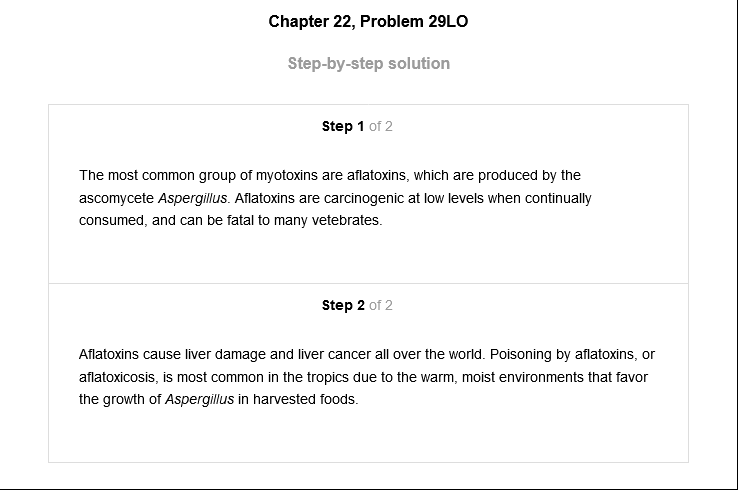 Chapter 22, Problem 29LO
Step-by-step solution
Step 1 of 2
The most common group of myotoxins are aflatoxins, which are produced by the
ascomycete Aspergillus. Aflatoxins are carcinogenic at low levels when continually
consumed, and can be fatal to many vetebrates.
Step 2 of 2
Aflatoxins cause liver damage and liver cancer all over the world. Poisoning by aflatoxins, or
aflatoxicosis, is most common in the tropics due to the warm, moist environments that favor
the growth of Aspergillus in harvested foods.